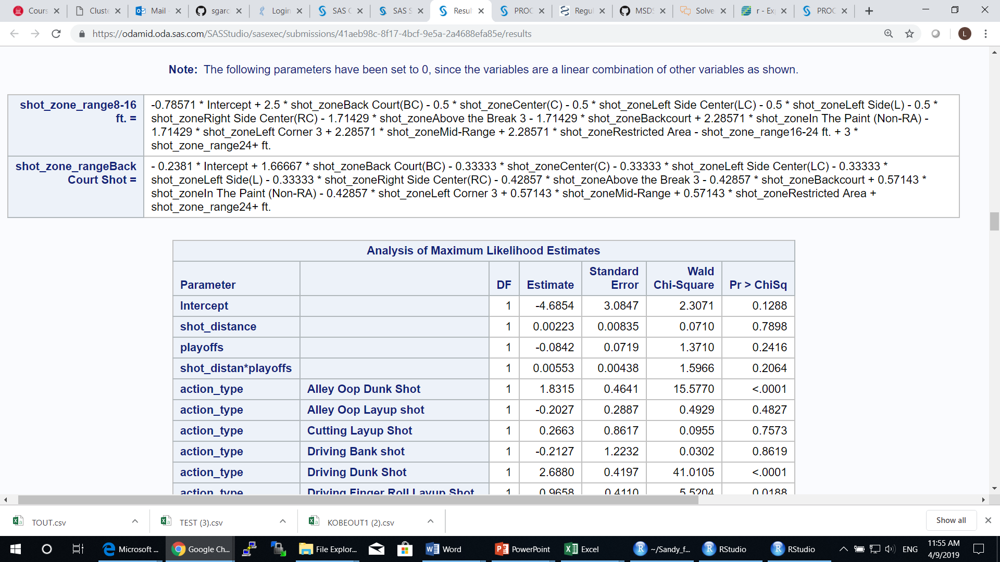 Cours
Cluste
Mail -
sgarc
Login
SAS C
SAS S
Resul
PROC
Regul
MSDS
Solve
r - Ex
PROC
https://odamid.oda.sas.com/SASStudio/sasexec/submissions/41aeb98c-8f17-4bcf-9e5a-2a4688efa85e/results
L
Note: The following parameters have been set to 0, since the variables are a linear combination of other variables as shown.
shot_zone_range8-16 ft. =
-0.78571 * Intercept + 2.5 * shot_zoneBack Court(BC) - 0.5 * shot_zoneCenter(C) - 0.5 * shot_zoneLeft Side Center(LC) - 0.5 * shot_zoneLeft Side(L) - 0.5 *
shot_zoneRight Side Center(RC) - 1.71429 * shot_zoneAbove the Break 3 - 1.71429 * shot_zoneBackcourt + 2.28571 * shot_zoneIn The Paint (Non-RA) -
1.71429 * shot_zoneLeft Corner 3 + 2.28571 * shot_zoneMid-Range + 2.28571 * shot_zoneRestricted Area - shot_zone_range16-24 ft. + 3 *
shot_zone_range24+ ft.
shot_zone_rangeBack Court Shot =
- 0.2381 * Intercept + 1.66667 * shot_zoneBack Court(BC) - 0.33333 * shot_zoneCenter(C) - 0.33333 * shot_zoneLeft Side Center(LC) - 0.33333 *
shot_zoneLeft Side(L) - 0.33333 * shot_zoneRight Side Center(RC) - 0.42857 * shot_zoneAbove the Break 3 - 0.42857 * shot_zoneBackcourt + 0.57143 *
shot_zoneIn The Paint (Non-RA) - 0.42857 * shot_zoneLeft Corner 3 + 0.57143 * shot_zoneMid-Range + 0.57143 * shot_zoneRestricted Area +
shot_zone_range24+ ft.
Analysis of Maximum Likelihood Estimates
Parameter DF Estimate Standard Error Wald Chi-Square Pr > ChiSq
Intercept 1 -4.6854 3.0847 2.3071 0.1288
shot_distance 1 0.00223 0.00835 0.0710 0.7898
playoffs 1 -0.0842 0.0719 1.3710 0.2416
shot_distan*playoffs 1 0.00553 0.00438 1.5966 0.2064
action_type Alley Oop Dunk Shot 1 1.8315 0.4641 15.5770 <.0001
action_type Alley Oop Layup shot 1 -0.2027 0.2887 0.4929 0.4827
action_type Cutting Layup Shot 1 0.2663 0.8617 0.0955 0.7573
action_type Driving Bank shot 1 -0.2127 1.2232 0.0302 0.8619
action_type Driving Dunk Shot 1 2.6880 0.4197 41.0105 <.0001
action_type Driving Finger Roll Layup Shot 1 0.9658 0.4110 5.5204 0.0188
TOUT.csv
TEST (3).csv
KOBEOUT1 (2).csv
Show all
Microsoft ...
Google Ch...
File Explor...
Word
PowerPoint
Excel
~/Sandy_f...
RStudio
RStudio
ENG
11:55 AM
4/9/2019